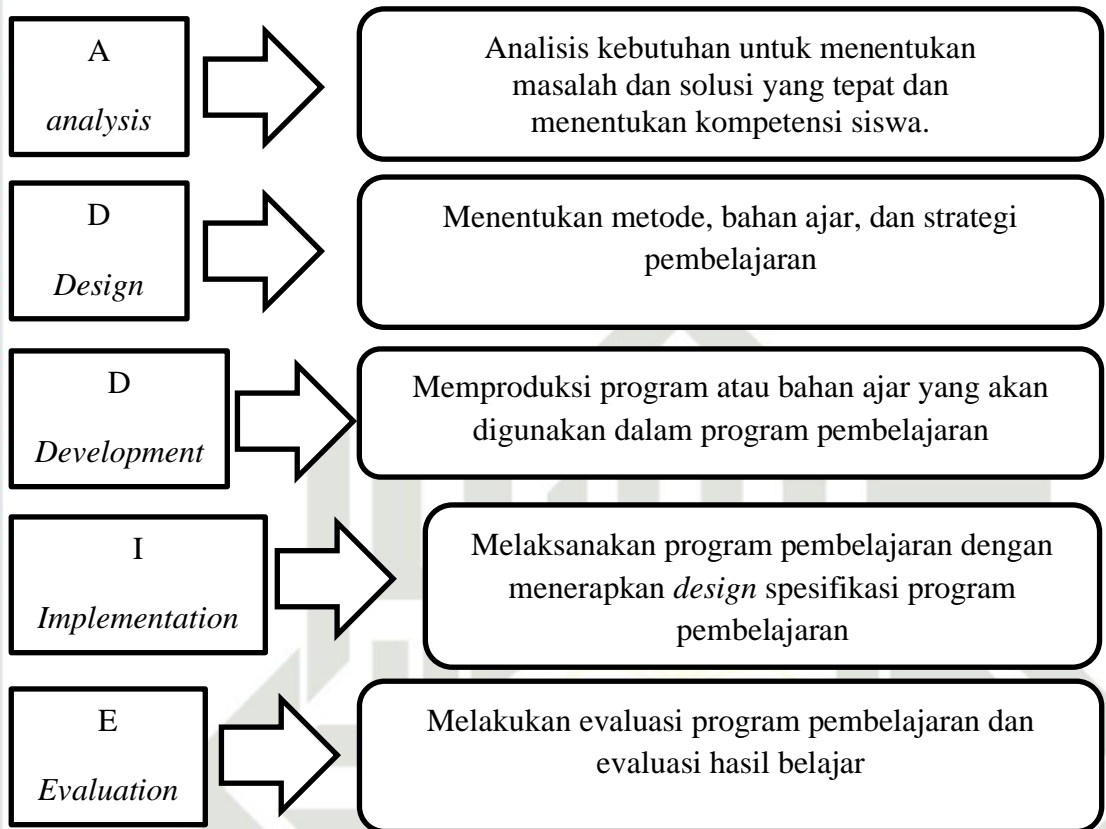 A
analysis
Analisis kebutuhan untuk menentukan
masalah dan solusi yang tepat dan
menentukan kompetensi siswa.
D
Design
Menentukan metode, bahan ajar, dan strategi
pembelajaran
D
Development
Memproduksi program atau bahan ajar yang akan
digunakan dalam program pembelajaran
I
Implementation
Melaksanakan program pembelajaran dengan
menerapkan design spesifikasi program
pembelajaran
E
Evaluation
Melakukan evaluasi program pembelajaran dan
evaluasi hasil belajar